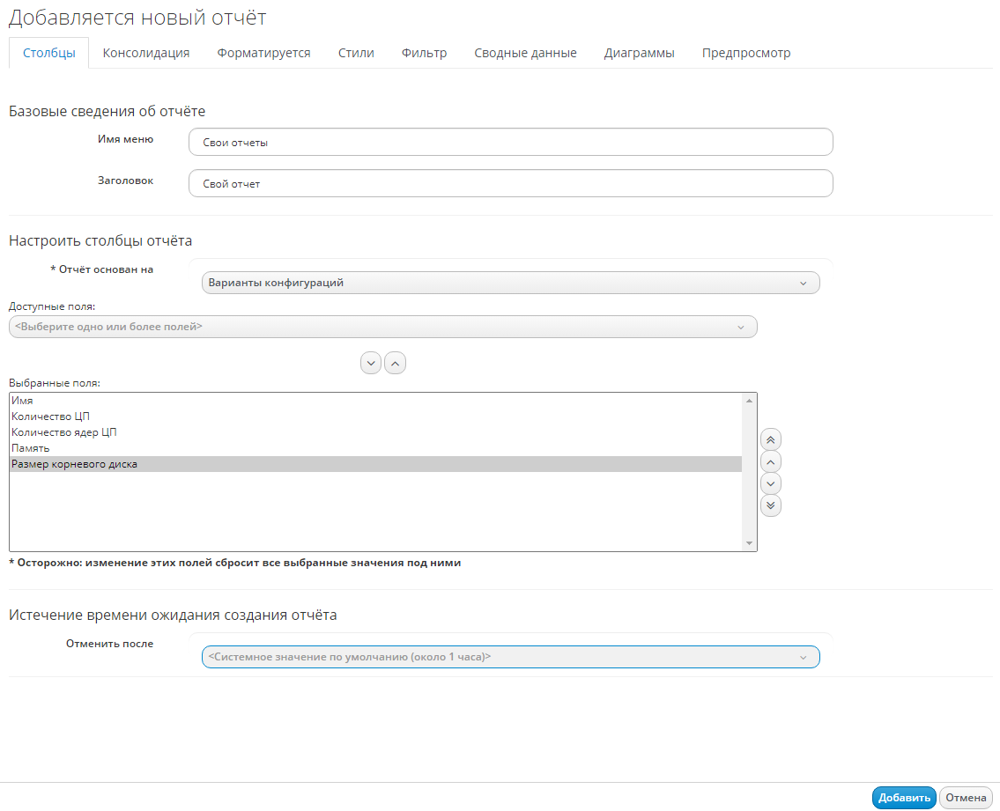 Добавляется новый отчёт
Столбцы Консолидация Форматируется Стили Фильтр Сводные данные Диаграммы Предпросмотр
Базовые сведения об отчёте
Имя меню Свои отчеты
Заголовок Свой отчет
Настроить столбцы отчёта
* Отчёт основан на
Варианты конфигураций
Доступные поля:
<Выберите одно или более полей>
Выбранные поля:
Имя
Количество ЦП
Количество ядер ЦП
Память
Размер корневого диска
* Осторожно: изменение этих полей сбросит все выбранные значения под ними
Истечение времени ожидания создания отчёта
Отменить после
<Системное значение по умолчанию (около 1 часа)>
Добавить Отмена